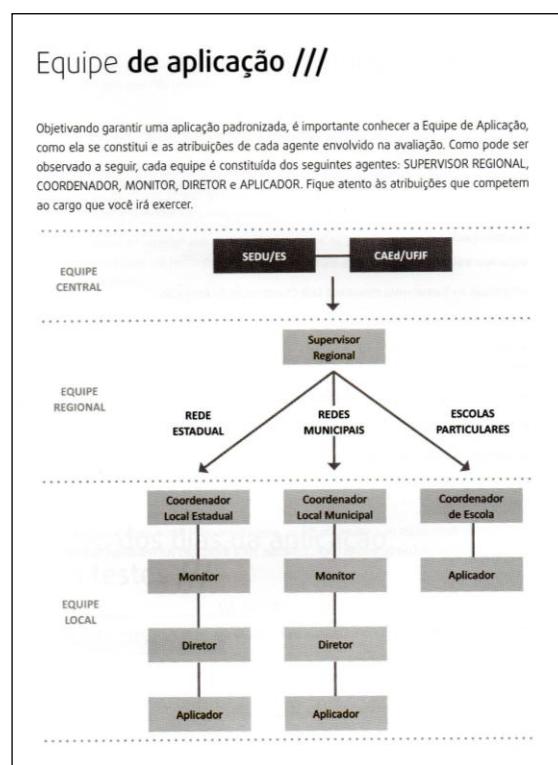 Equipe de aplicação ///
Objetivando garantir uma aplicação padronizada, é importante conhecer a Equipe de Aplicação,
como ela se constitui e as atribuições de cada agente envolvido na avaliação. Como pode ser
observado a seguir, cada equipe é constituída dos seguintes agentes: SUPERVISOR REGIONAL,
COORDENADOR, MONITOR, DIRETOR e APLICADOR. Fique atento às atribuições que competem
ao cargo que você irá exercer.
EQUIPE
CENTRAL
SEDU/ES
CAEd/UFJF
EQUIPE
REGIONAL
Supervisor
Regional
REDE
ESTADUAL
REDES
MUNICIPAIS
ESCOLAS
PARTICULARES
EQUIPE
LOCAL
Coordenador
Local Estadual
Monitor
Diretor
Aplicador
Coordenador
Local Municipal
Monitor
Diretor
Aplicador
Coordenador
de Escola
Aplicador